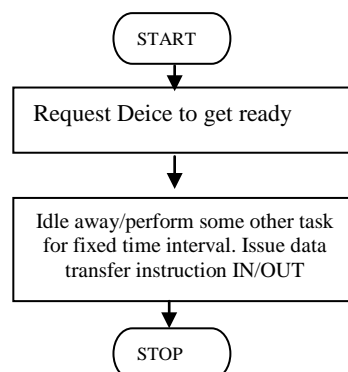 START
Request Deice to get ready
Idle away/perform some other task
for fixed time interval. Issue data
transfer instruction IN/OUT
STOP